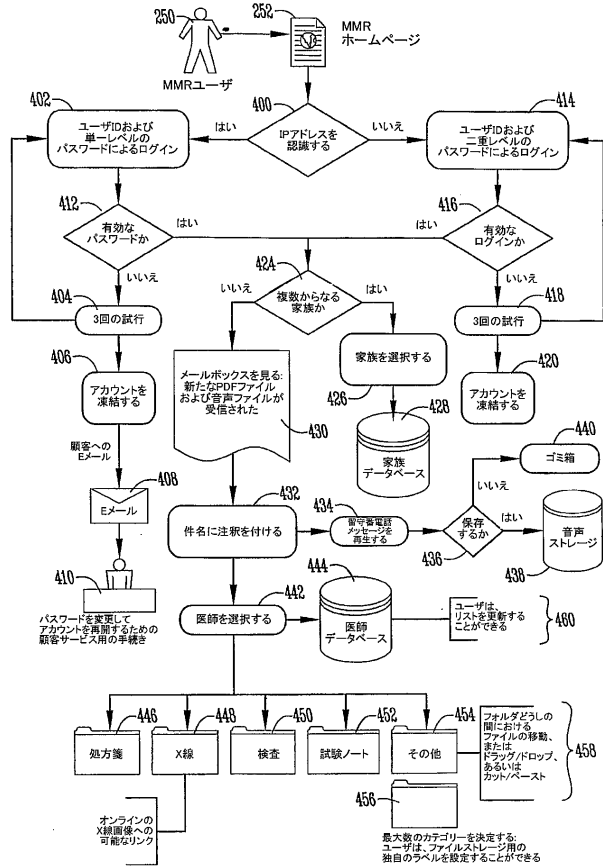 250
MMRユーザ
252
MMR
ホームページ
400
IPアドレスを
認識する
はい
いいえ
402
ユーザIDおよび
単一レベルの
パスワードによるログイン
414
ユーザIDおよび
二重レベルの
パスワードによるログイン
412
有効な
パスワードか
はい
いいえ
416
有効な
ログインか
はい
いいえ
424
複数からなる
家族か
いいえ
はい
404
3回の試行
418
3回の試行
406
アカウントを
凍結する
420
アカウントを
凍結する
メールボックスを見る:
新たなPDFファイル
および音声ファイルが
受信された
430
家族を選択する
426
428
家族
データベース
顧客への
Eメール
408
Eメール
410
パスワードを変更して
アカウントを再開するための
顧客サービス用の手続き
432
件名に注釈を付ける
434
留守番電話
メッセージを
再生する
436
保存
するか
いいえ
はい
440
ゴミ箱
438
音声
ストレージ
442
医師を選択する
444
医師
データベース
ユーザは、
リストを更新する
ことができる
460
446
処方箋
448
X線
450
検査
452
試験ノート
454
その他
フォルダどうしの
間における
ファイルの移動、
または
ドラッグ/ドロップ、
あるいは
カット/ペースト
458
456
オンラインの
X線画像への
可能なリンク
最大数のカテゴリーを決定する:
ユーザは、ファイルストレージ用の
独自のラベルを設定することができる